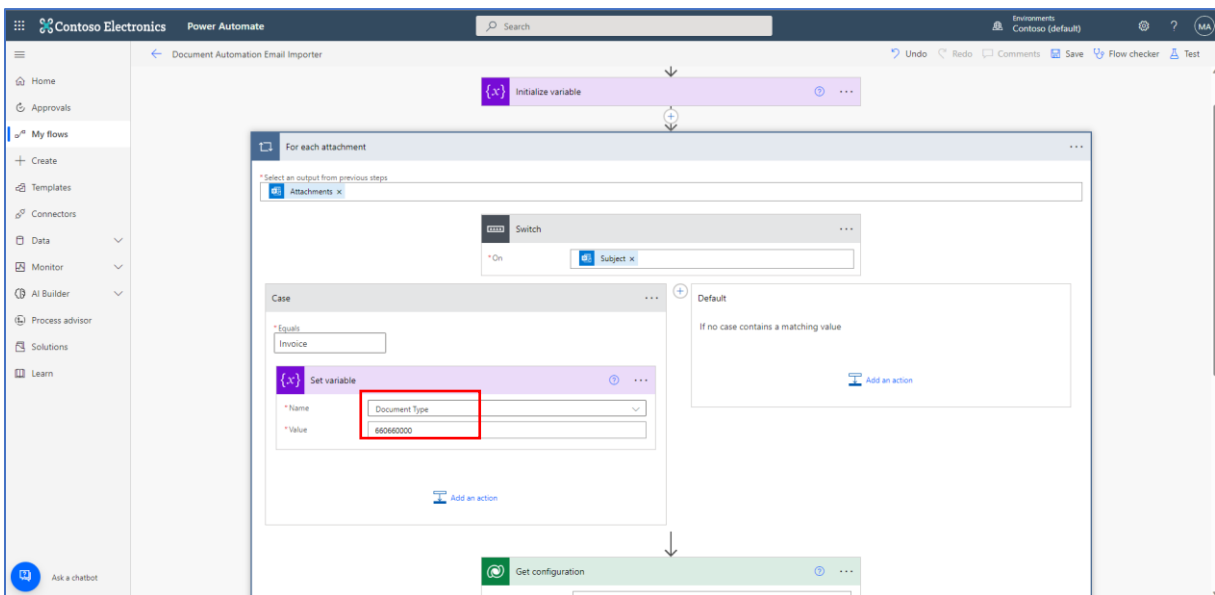 Contoso Electronics Power Automate
Search
Environments
Contoso (default)
?
MA
Document Automation Email Importer
Undo Redo Comments Save Flow checker Test
Home
Approvals
My flows
Create
Templates
Connectors
Data
Monitor
AI Builder
Process advisor
Solutions
Learn
Ask a chatbot
{x} Initialize variable ? ...
For each attachment ...
* Select an output from previous steps
Attachments ×
Switch ...
* On Subject ×
Case ...
* Equals
Invoice
{x} Set variable ? ...
* Name Document Type
* Value 660660000
Add an action
Default
If no case contains a matching value
Add an action
Get configuration ? ...